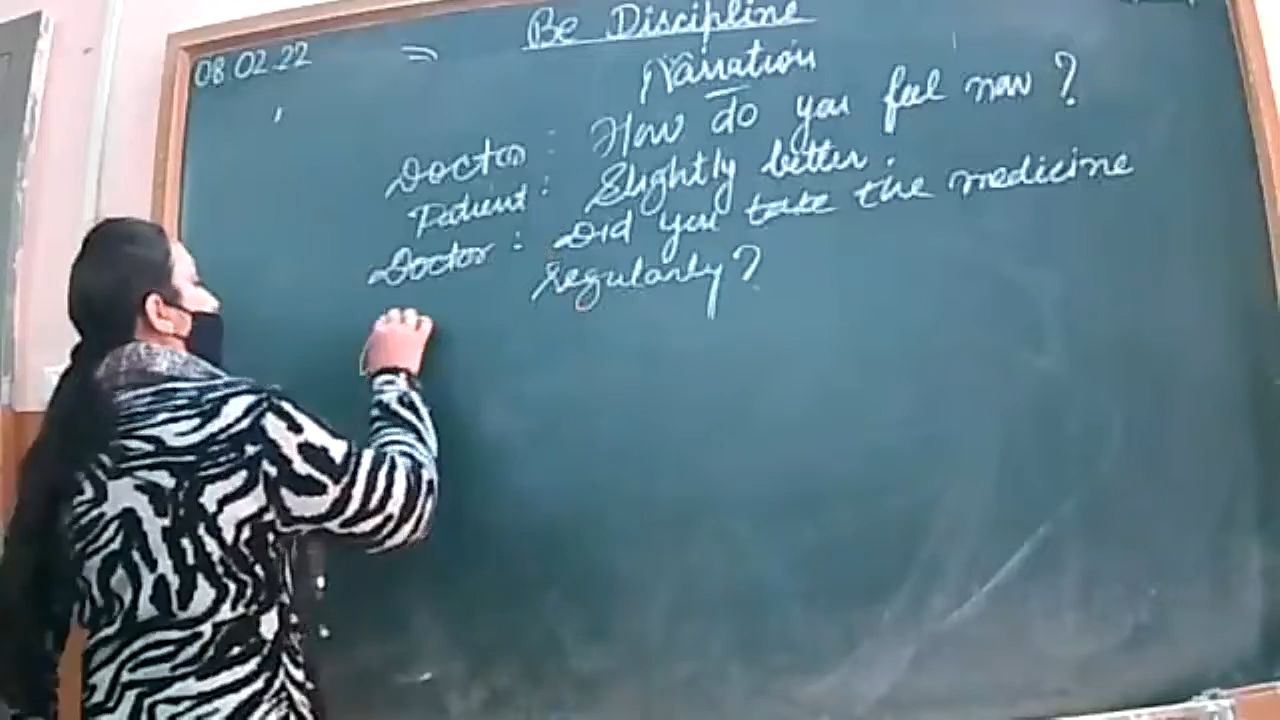 Be Discipline
08.02.22
Narration
Doctor : How do you feel now ?
Patient : Slightly better.
Doctor : Did you take the medicine
regularly ?